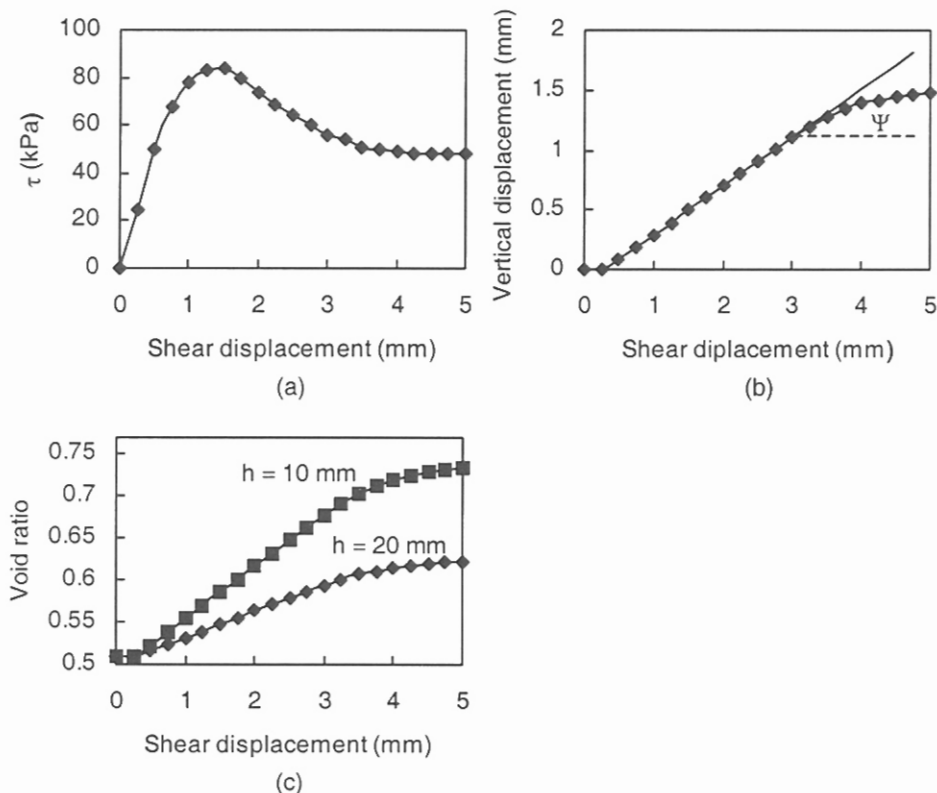 100
80
60
40
20
0
τ (kPa)
0 1 2 3 4 5
Shear displacement (mm)
(a)
2
1.5
1
0.5
0
Vertical displacement (mm)
Ψ
0 1 2 3 4 5
Shear diplacement (mm)
(b)
0.75
0.7
0.65
0.6
0.55
0.5
Void ratio
h = 10 mm
h = 20 mm
0 1 2 3 4 5
Shear displacement (mm)
(c)